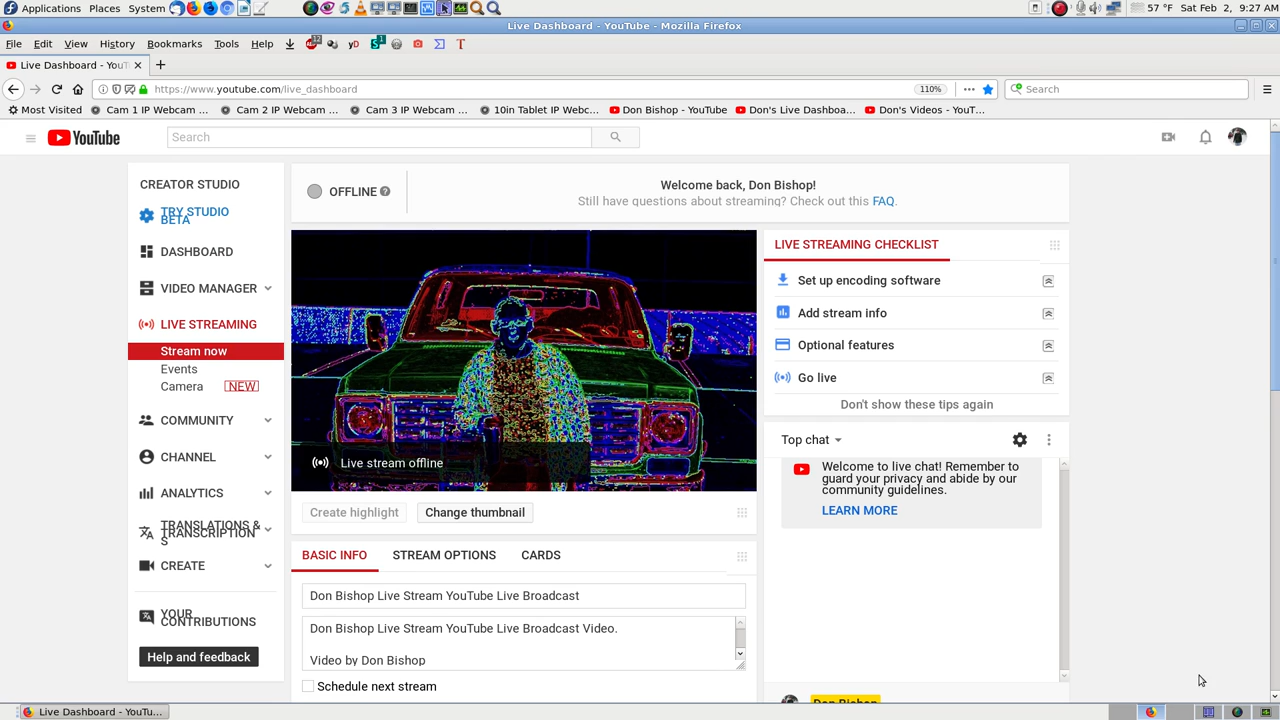 Applications Places System 57 °F Sat Feb 2, 9:27 AM
Live Dashboard - YouTube - Mozilla Firefox
File Edit View History Bookmarks Tools Help
Live Dashboard - YouT
https://www.youtube.com/live_dashboard 110% Search
Most Visited Cam 1 IP Webcam ... Cam 2 IP Webcam ... Cam 3 IP Webcam ... 10in Tablet IP Webc... Don Bishop - YouTube Don's Live Dashboa... Don's Videos - YouT...
YouTube Search
CREATOR STUDIO
TRY STUDIO
BETA
DASHBOARD
VIDEO MANAGER
LIVE STREAMING
Stream now
Events
Camera NEW
COMMUNITY
CHANNEL
ANALYTICS
TRANSLATIONS &
TRANSCRIPTION
S
CREATE
YOUR
CONTRIBUTIONS
Help and feedback
OFFLINE ?
Welcome back, Don Bishop!
Still have questions about streaming? Check out this FAQ.
Live stream offline
Create highlight Change thumbnail
BASIC INFO STREAM OPTIONS CARDS
Don Bishop Live Stream YouTube Live Broadcast
Don Bishop Live Stream YouTube Live Broadcast Video.
Video by Don Bishop
Schedule next stream
LIVE STREAMING CHECKLIST
Set up encoding software
Add stream info
Optional features
Go live
Don't show these tips again
Top chat
Welcome to live chat! Remember to
guard your privacy and abide by our
community guidelines.
LEARN MORE
Don Bishop
Live Dashboard - YouTu...